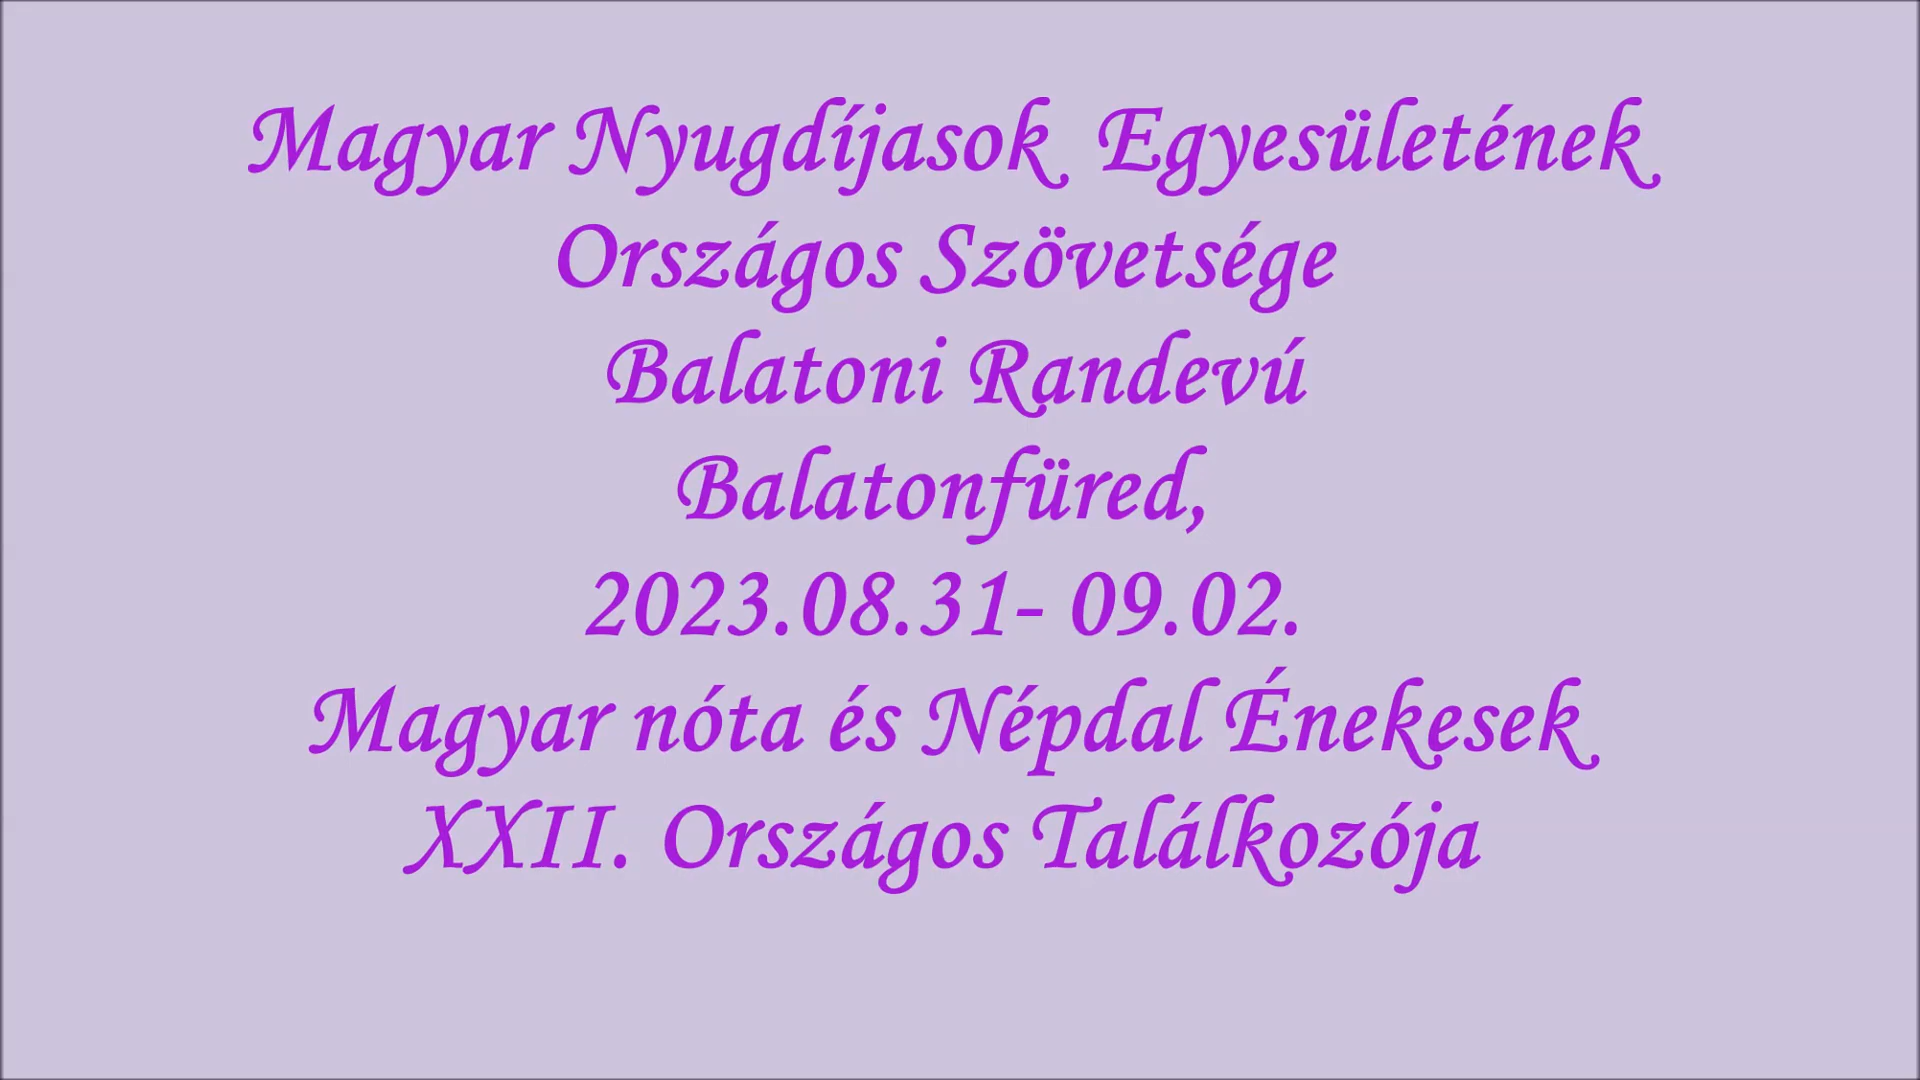 Magyar Nyugdíjasok Egyesületének
Országos Szövetsége
Balatoni Randevú
Balatonfüred,
2023.08.31- 09.02.
Magyar nóta és Népdal Énekesek
XXII. Országos Találkozója